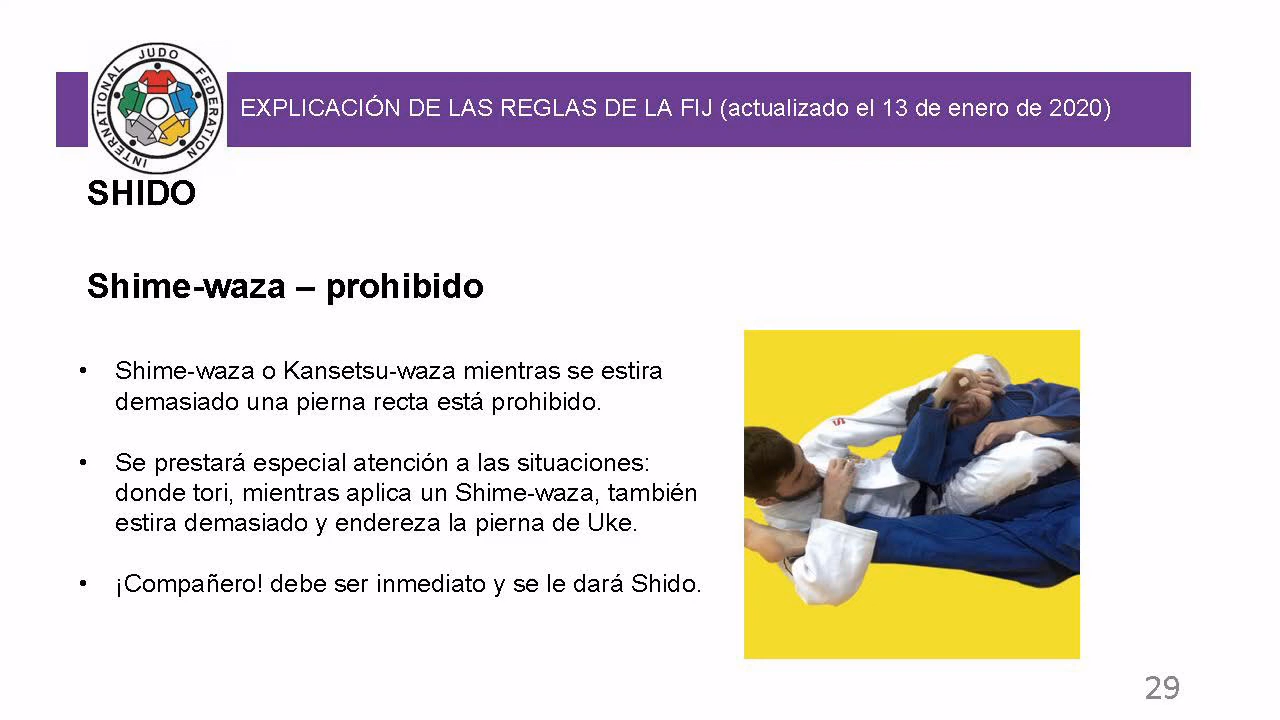 INTERNATIONAL JUDO FEDERATION
EXPLICACIÓN DE LAS REGLAS DE LA FIJ (actualizado el 13 de enero de 2020)
SHIDO
Shime-waza – prohibido
• Shime-waza o Kansetsu-waza mientras se estira
demasiado una pierna recta está prohibido.
• Se prestará especial atención a las situaciones:
donde tori, mientras aplica un Shime-waza, también
estira demasiado y endereza la pierna de Uke.
• ¡Compañero! debe ser inmediato y se le dará Shido.
29